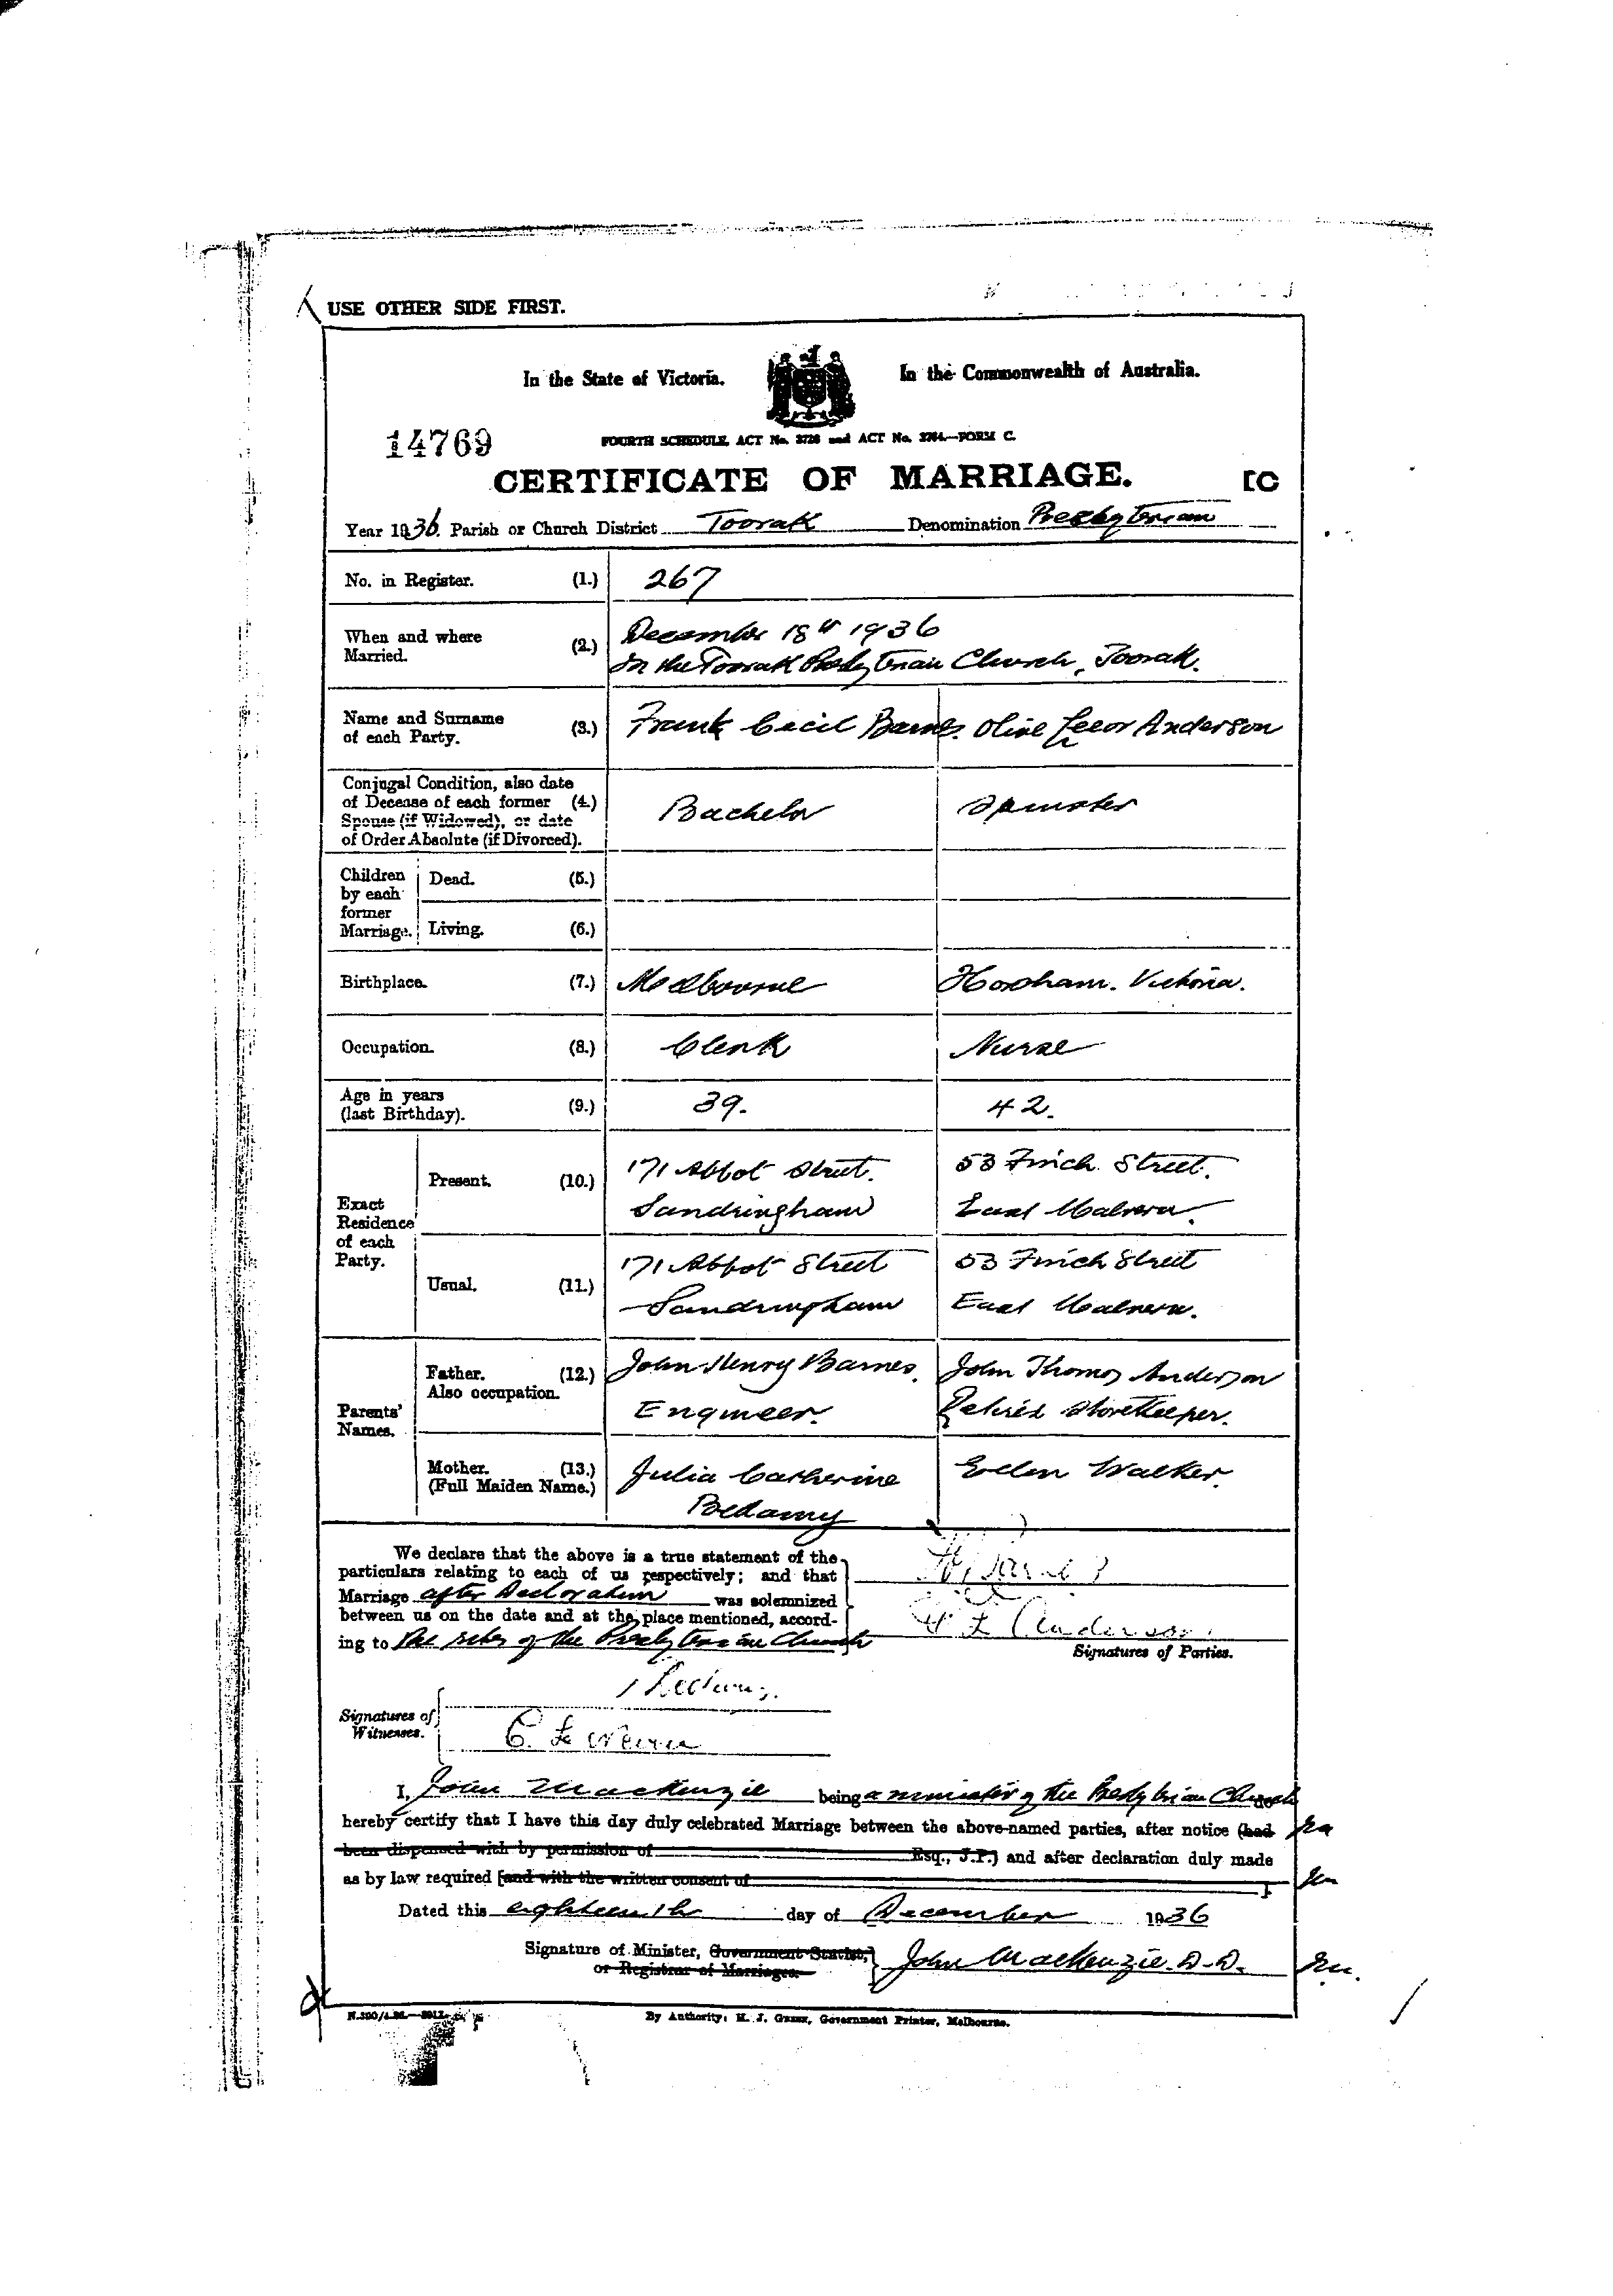 USE OTHER SIDE FIRST.
In the State of Victoria. In the Commonwealth of Australia.
14769 FOURTH SCHEDULE, ACT No. 3726 and ACT No. 3764.—FORM C.
CERTIFICATE OF MARRIAGE. [C
Year 1936. Parish or Church District Toorak Denomination Presbyterian
No. in Register. (1.) 267
When and where (2.) December 18th 1936
Married. In the Toorak Presbyterian Church, Toorak.
Name and Surname (3.) Frank Cecil Barnes. Olive Leeor Anderson
of each Party.
Conjugal Condition, also date
of Decease of each former (4.) Bachelor Spinster
Spouse (if Widowed), or date
of Order Absolute (if Divorced).
Children Dead. (5.)
by each
former
Marriage. Living. (6.)
Birthplace. (7.) Melbourne Horsham. Victoria.
Occupation. (8.) Clerk Nurse
Age in years (9.) 39. 42.
(last Birthday).
Present. (10.) 171 Abbot Street. 53 Finch Street.
Sandringham East Malvern.
Exact
Residence
of each
Party.
Usual. (11.) 171 Abbot Street 53 Finch Street
Sandringham East Malvern.
Father. (12.) John Henry Barnes. John Thomas Anderson
Also occupation. Engineer. Retired Storekeeper.
Parents'
Names.
Mother. (13.) Julia Catherine Ellen Walker.
(Full Maiden Name.) Bellamy
We declare that the above is a true statement of the
particulars relating to each of us respectively; and that
Marriage after Declaration was solemnized
between us on the date and at the place mentioned, accord-
ing to the rites of the Presbyterian Church
O L Anderson.
Signatures of Parties.
Signatures of
Witnesses.
I, John MacKenzie being a minister of the Presbyterian Church
hereby certify that I have this day duly celebrated Marriage between the above-named parties, after notice (had
been dispensed with by permission of Esq., J.P.) and after declaration duly made
as by law required [and with the written consent of ].
Dated this eighteenth day of December 1936
Signature of Minister, Government Statist, John MacKenzie. D.D.
or Registrar of Marriages.
By Authority: H. J. Green, Government Printer, Melbourne.